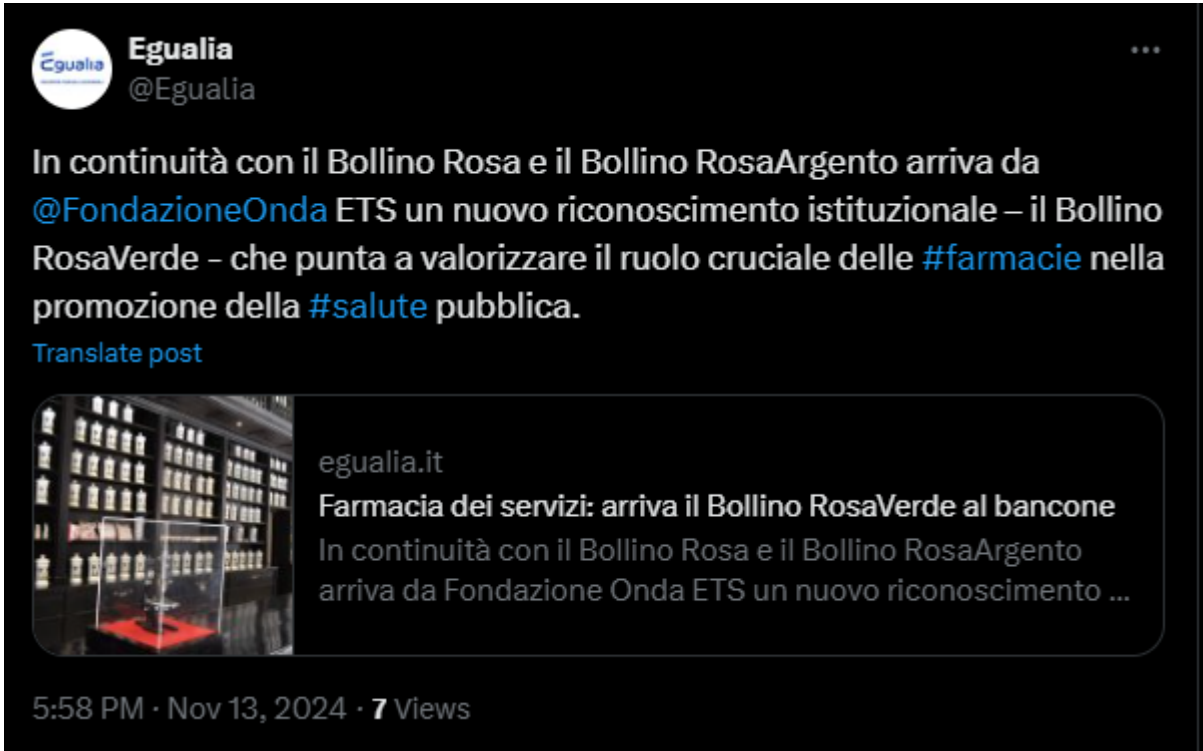 Egualia
Egualia
@Egualia
In continuità con il Bollino Rosa e il Bollino RosaArgento arriva da
@FondazioneOnda ETS un nuovo riconoscimento istituzionale – il Bollino
RosaVerde – che punta a valorizzare il ruolo cruciale delle #farmacie nella
promozione della #salute pubblica.
Translate post
egualia.it
Farmacia dei servizi: arriva il Bollino RosaVerde al bancone
In continuità con il Bollino Rosa e il Bollino RosaArgento
arriva da Fondazione Onda ETS un nuovo riconoscimento ...
5:58 PM · Nov 13, 2024 · 7 Views